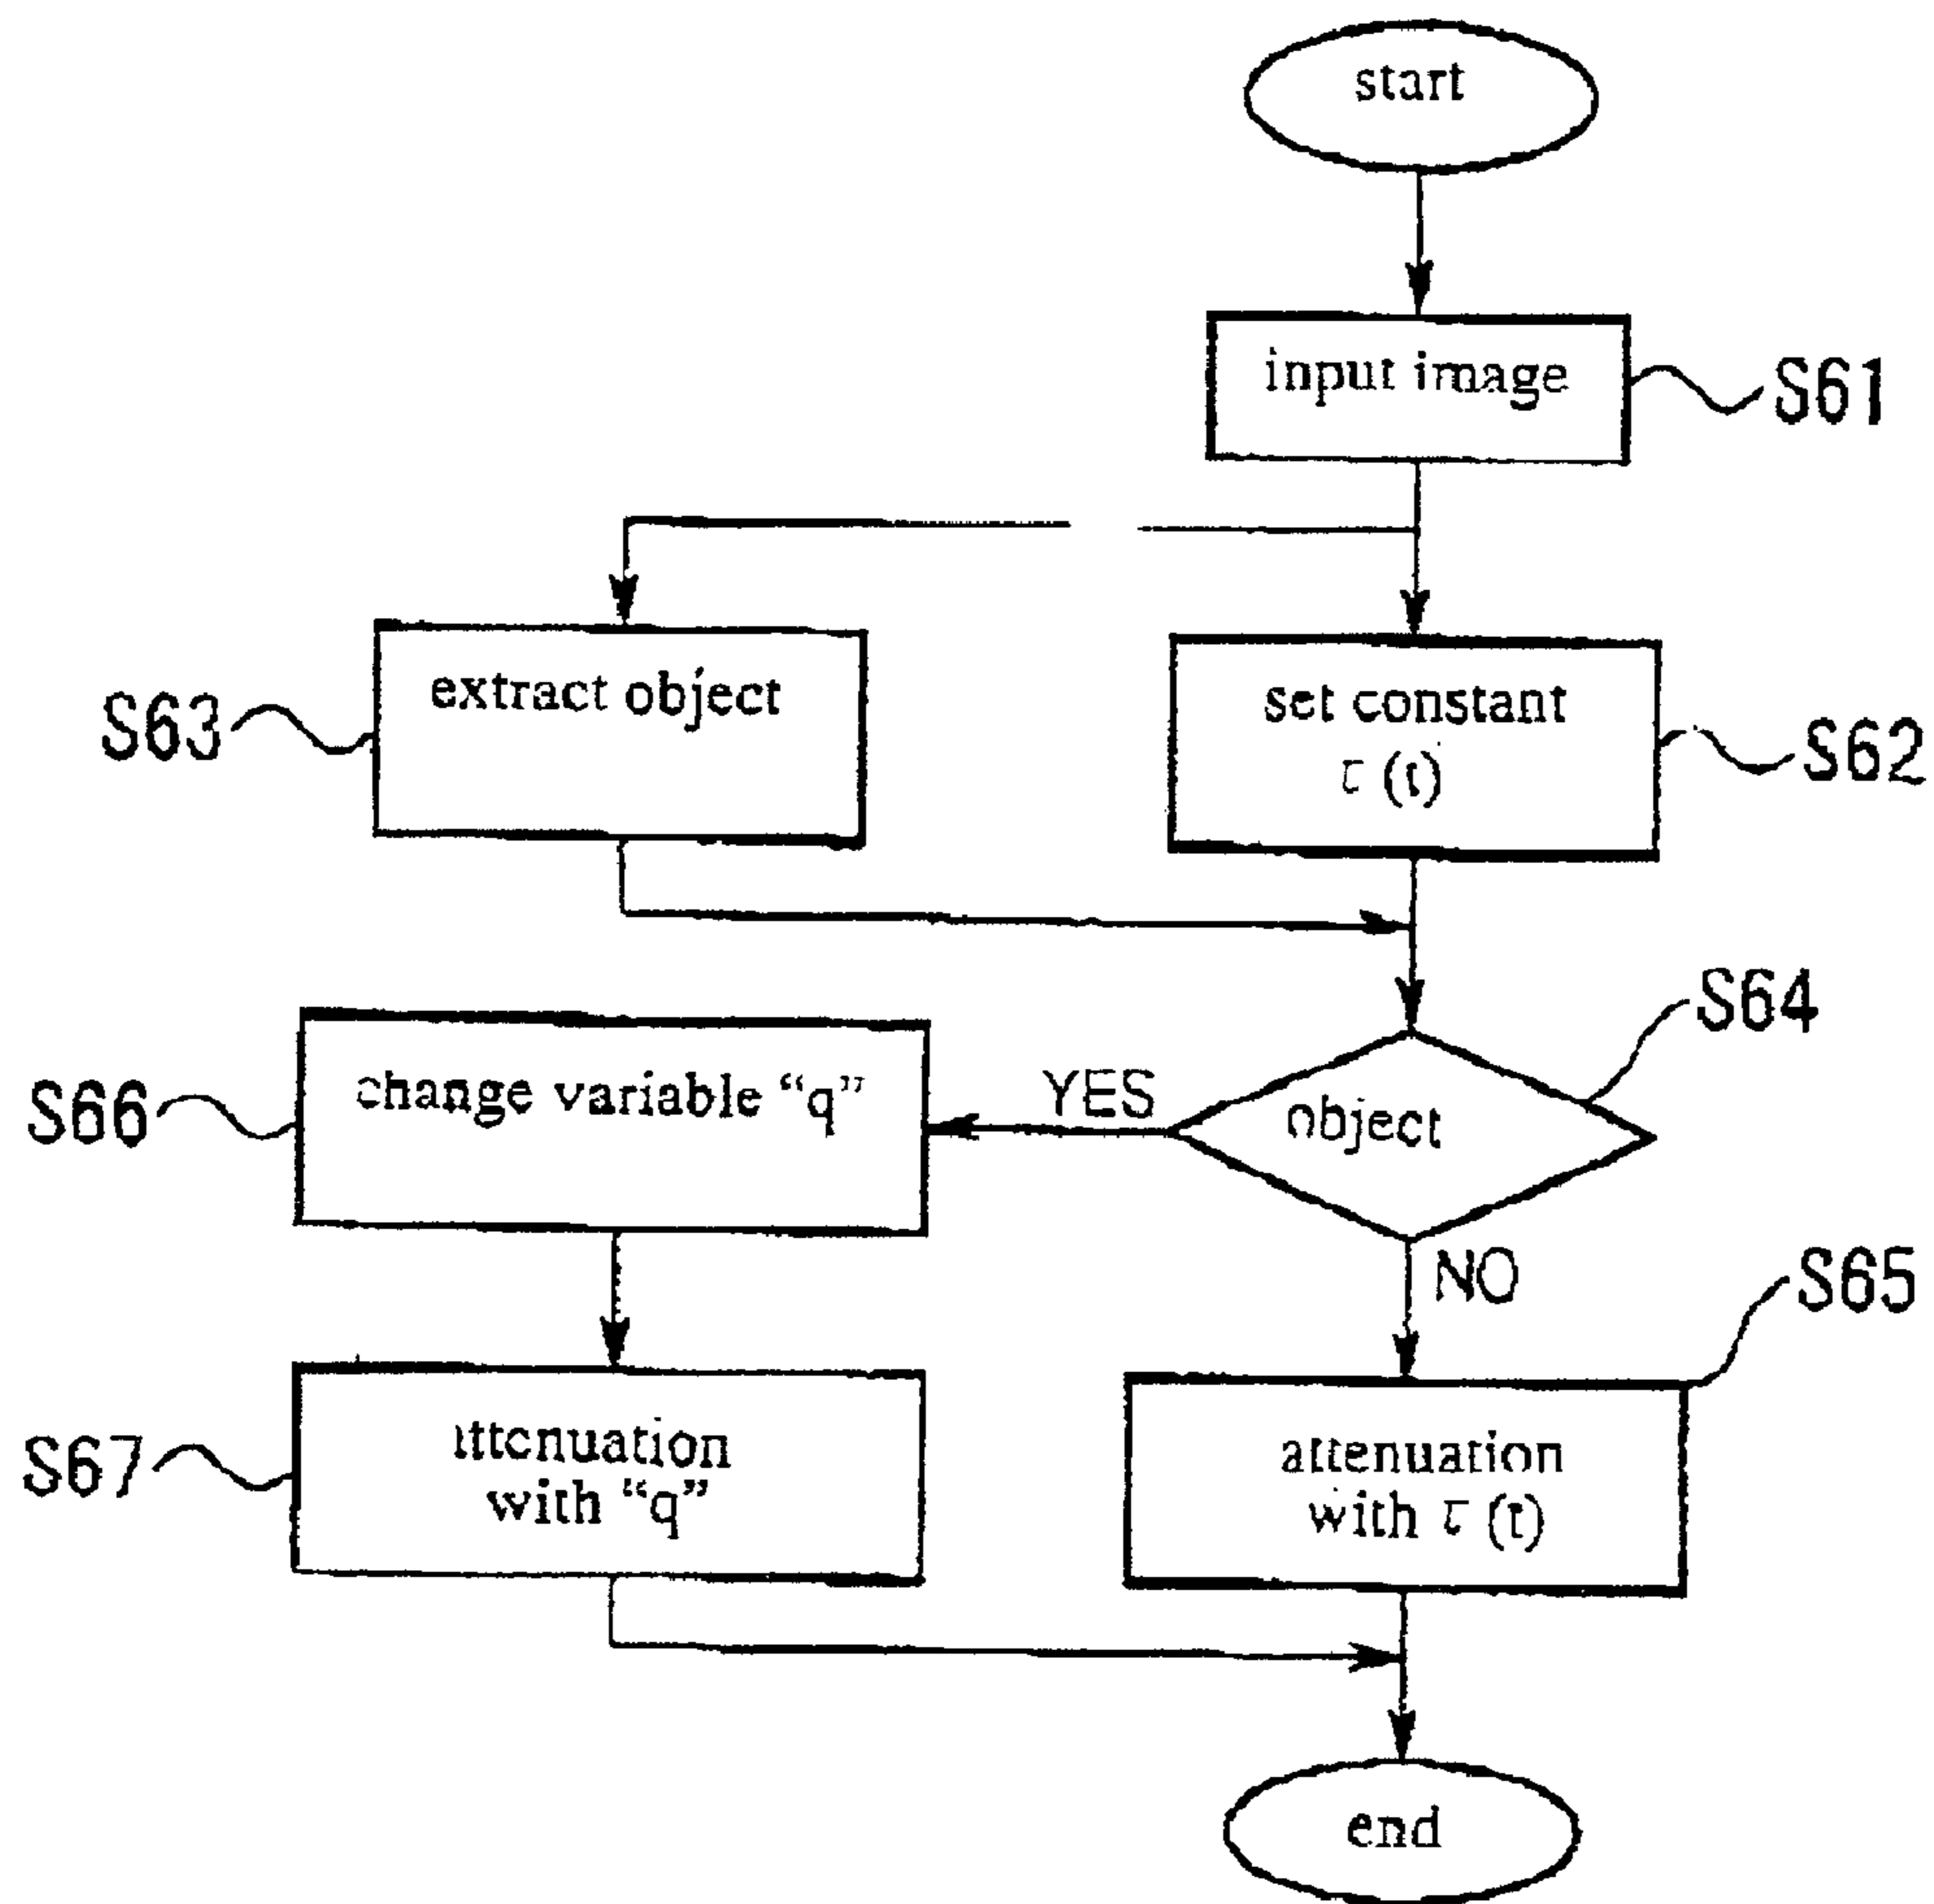 start
input image
S61
extract object
S63
set constant
τ (t)
S62
S64
object
YES
NO
change variable “q”
S66
S65
attenuation
with “q”
S67
attenuation
with τ (t)
end